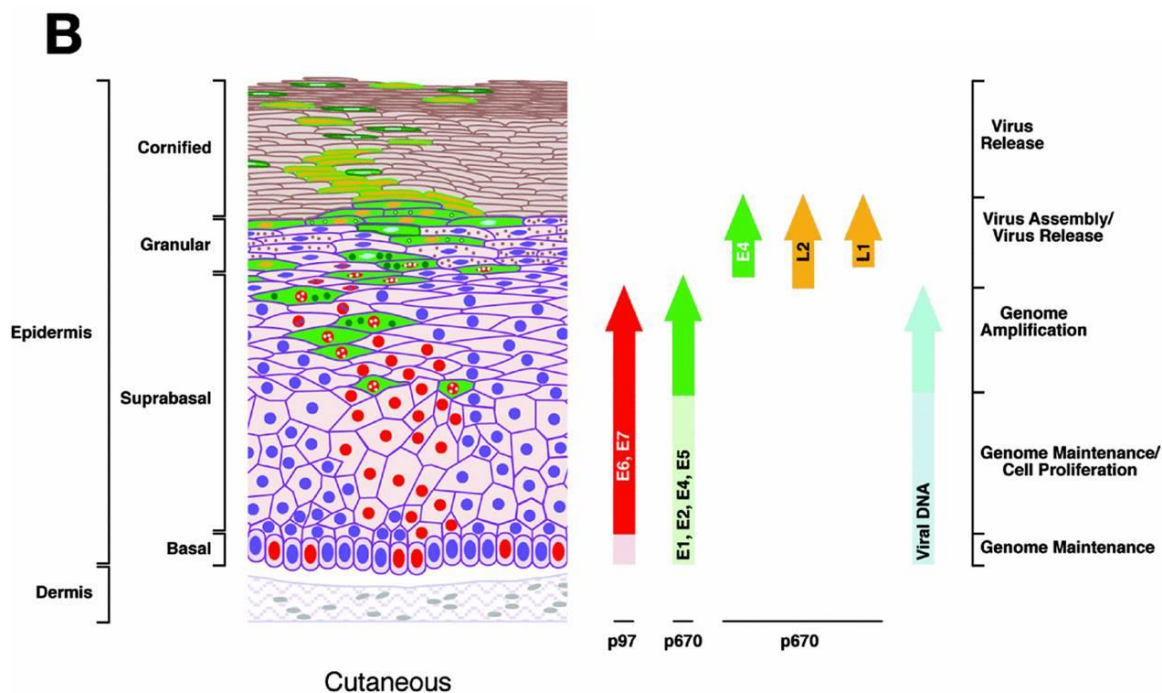 B
Epidermis
Dermis
Cornified
Granular
Suprabasal
Basal
Cutaneous
E6, E7
E1, E2, E4, E5
E4
L2
L1
Viral DNA
p97
p670
p670
Virus
Release
Virus Assembly/
Virus Release
Genome
Amplification
Genome Maintenance/
Cell Proliferation
Genome Maintenance